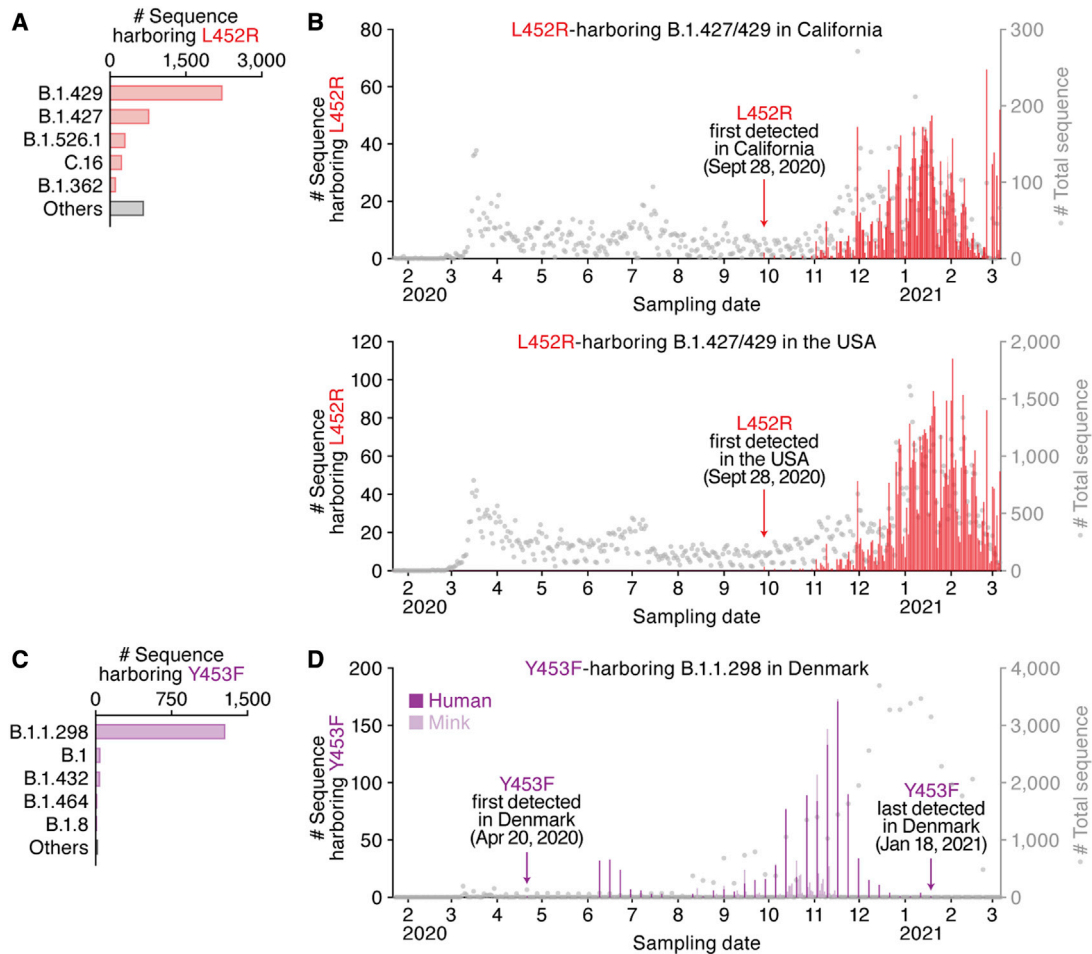 A
# Sequence
harboring L452R
0 1,500 3,000
B.1.429
B.1.427
B.1.526.1
C.16
B.1.362
Others
B
L452R-harboring B.1.427/429 in California
# Sequence
harboring L452R
80
60
40
20
0
L452R
first detected
in California
(Sept 28, 2020)
300
200
100
0
# Total sequence
2 3 4 5 6 7 8 9 10 11 12 1 2 3
2020 2021
Sampling date
L452R-harboring B.1.427/429 in the USA
# Sequence
harboring L452R
120
100
80
60
40
20
0
L452R
first detected
in the USA
(Sept 28, 2020)
2,000
1,500
1,000
500
0
# Total sequence
2 3 4 5 6 7 8 9 10 11 12 1 2 3
2020 2021
Sampling date
C
# Sequence
harboring Y453F
0 750 1,500
B.1.1.298
B.1
B.1.432
B.1.464
B.1.8
Others
D
Y453F-harboring B.1.1.298 in Denmark
# Sequence
harboring Y453F
200
150
100
50
0
Human
Mink
Y453F
first detected
in Denmark
(Apr 20, 2020)
Y453F
last detected
in Denmark
(Jan 18, 2021)
4,000
3,000
2,000
1,000
0
# Total sequence
2 3 4 5 6 7 8 9 10 11 12 1 2 3
2020 2021
Sampling date